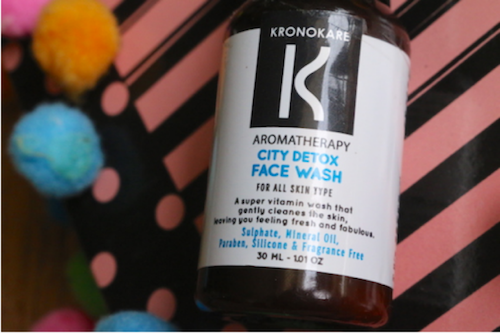 KRONOKARE
K
AROMATHERAPY
CITY DETOX
FACE WASH
FOR ALL SKIN TYPE
A super vitamin wash that
gently cleanes the skin,
leaving you feeling fresh and fabulous.
Sulphate, Mineral Oil,
Paraben, Silicone & Fragrance Free
30 ML - 1.01 OZ